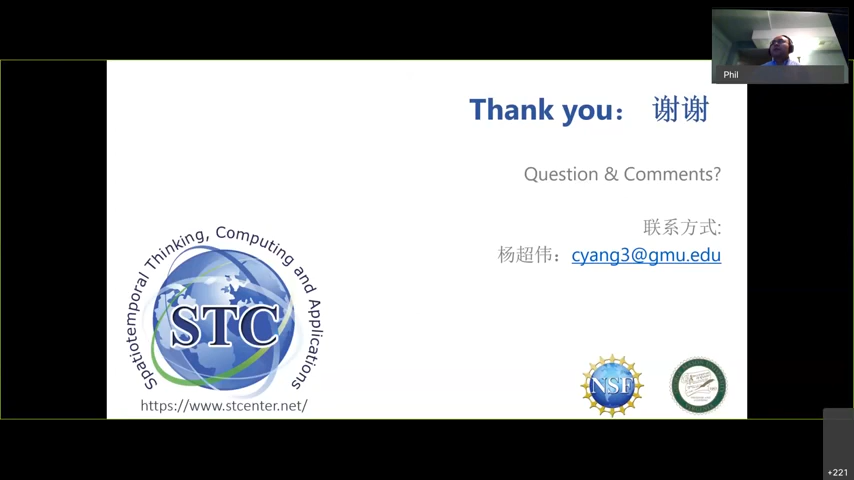 Phil
Thank you： 谢谢
Question & Comments?
联系方式:
杨超伟：cyang3@gmu.edu
Spatiotemporal Thinking, Computing and Applications
STC
NSF
https://www.stcenter.net/
+221